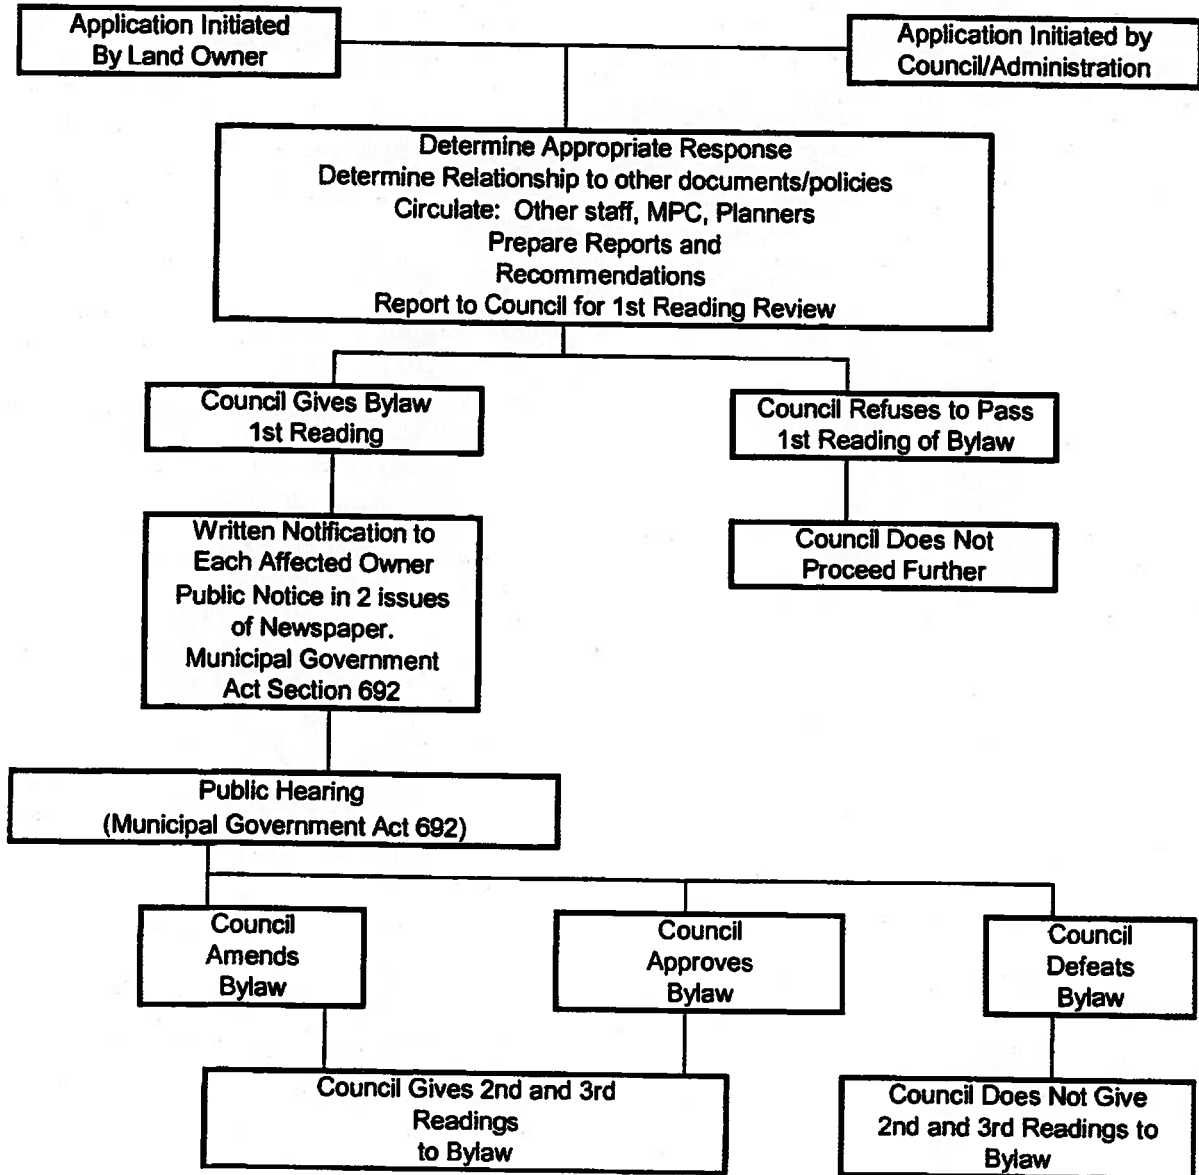 Application Initiated
By Land Owner
Application Initiated by
Council/Administration
Determine Appropriate Response
Determine Relationship to other documents/policies
Circulate: Other staff, MPC, Planners
Prepare Reports and
Recommendations
Report to Council for 1st Reading Review
Council Gives Bylaw
1st Reading
Council Refuses to Pass
1st Reading of Bylaw
Written Notification to
Each Affected Owner
Public Notice in 2 issues
of Newspaper.
Municipal Government
Act Section 692
Council Does Not
Proceed Further
Public Hearing
(Municipal Government Act 692)
Council
Amends
Bylaw
Council
Approves
Bylaw
Council
Defeats
Bylaw
Council Gives 2nd and 3rd
Readings
to Bylaw
Council Does Not Give
2nd and 3rd Readings to
Bylaw